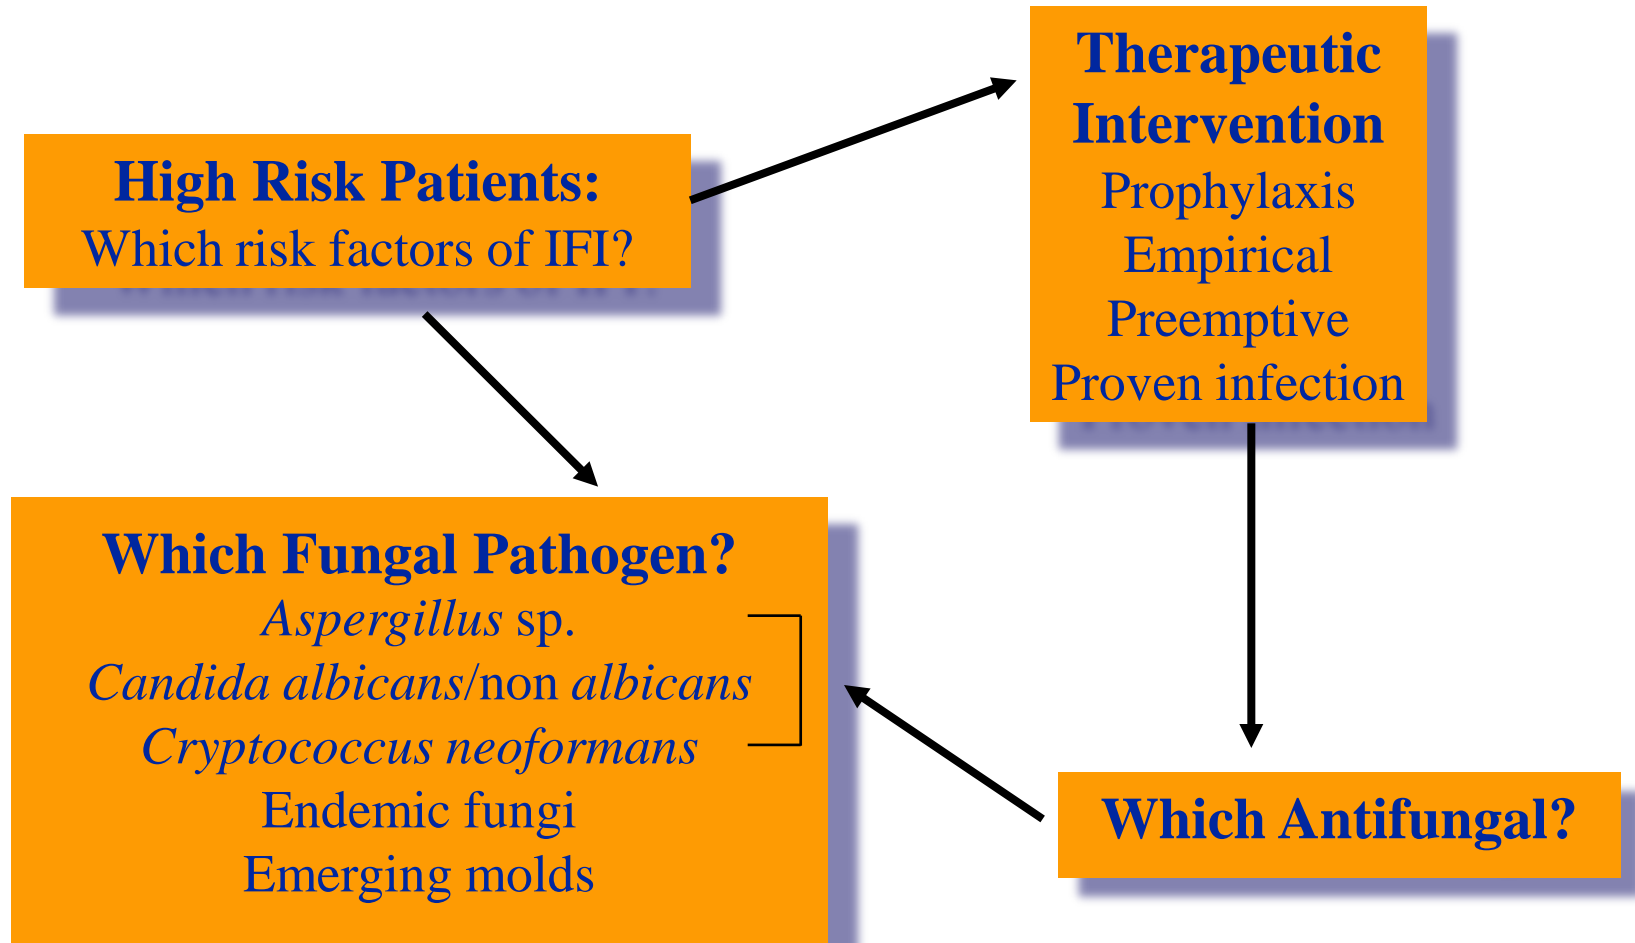 High Risk Patients:
Which risk factors of IFI?
Therapeutic
Intervention
Prophylaxis
Empirical
Preemptive
Proven infection
Which Fungal Pathogen?
Aspergillus sp.
Candida albicans/non albicans
Cryptococcus neoformans
Endemic fungi
Emerging molds
Which Antifungal?